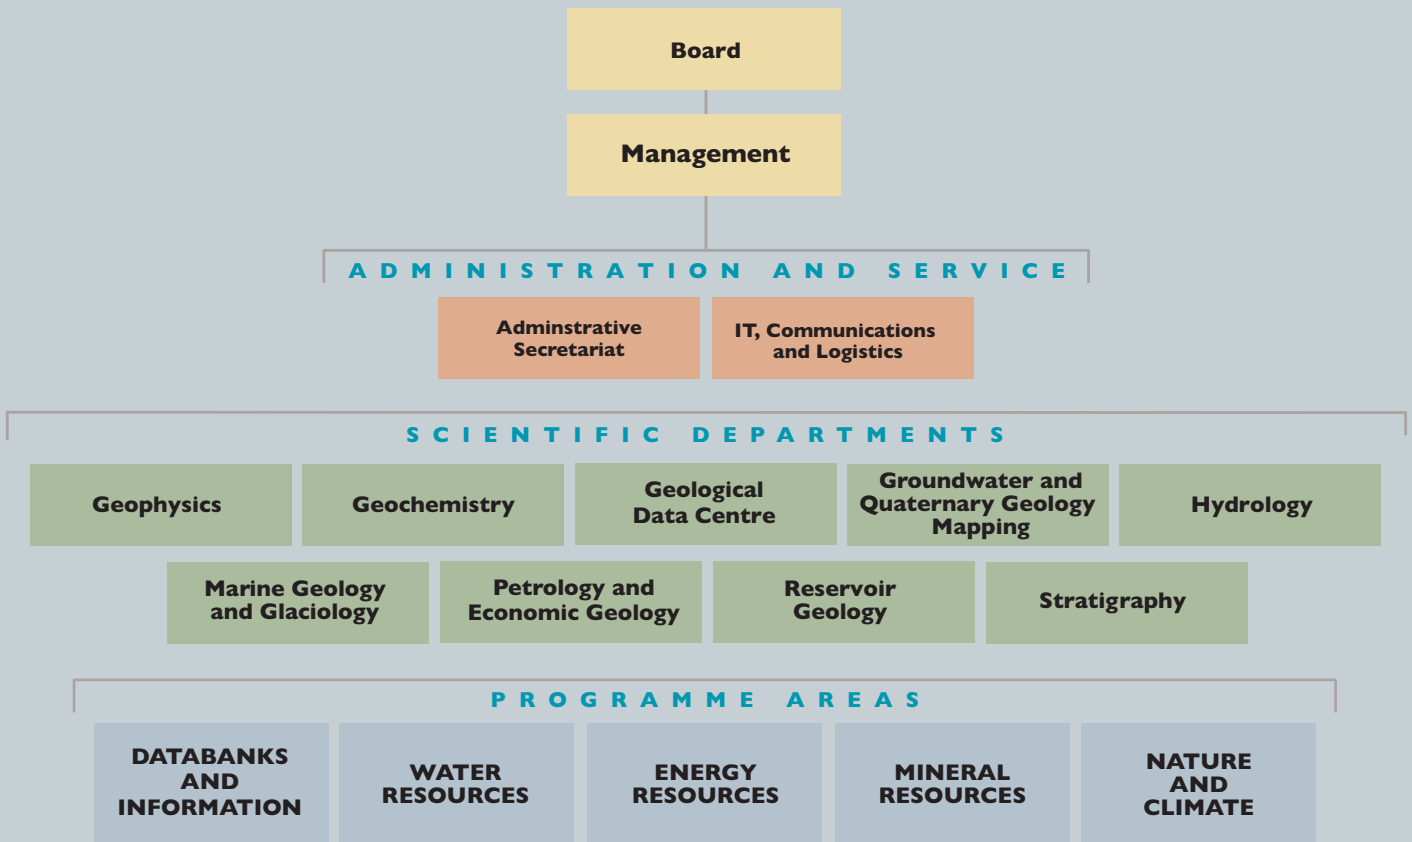 Board
Management
ADMINISTRATION AND SERVICE
Adminstrative
Secretariat
IT, Communications
and Logistics
SCIENTIFIC DEPARTMENTS
Geophysics
Geochemistry
Geological
Data Centre
Groundwater and
Quaternary Geology
Mapping
Hydrology
Marine Geology
and Glaciology
Petrology and
Economic Geology
Reservoir
Geology
Stratigraphy
PROGRAMME AREAS
DATABANKS
AND
INFORMATION
WATER
RESOURCES
ENERGY
RESOURCES
MINERAL
RESOURCES
NATURE
AND
CLIMATE